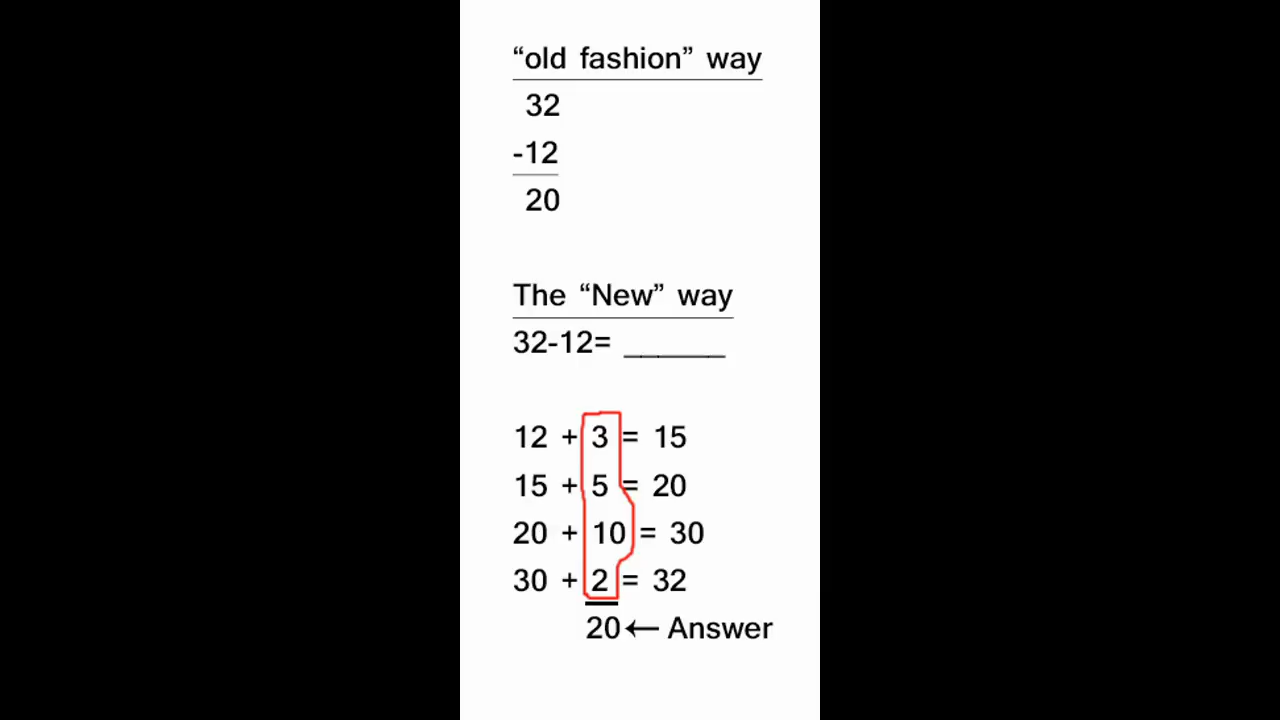 “old fashion” way
32
-12
20
The “New” way
32-12= ______
12 + 3 = 15
15 + 5 = 20
20 + 10 = 30
30 + 2 = 32
20← Answer